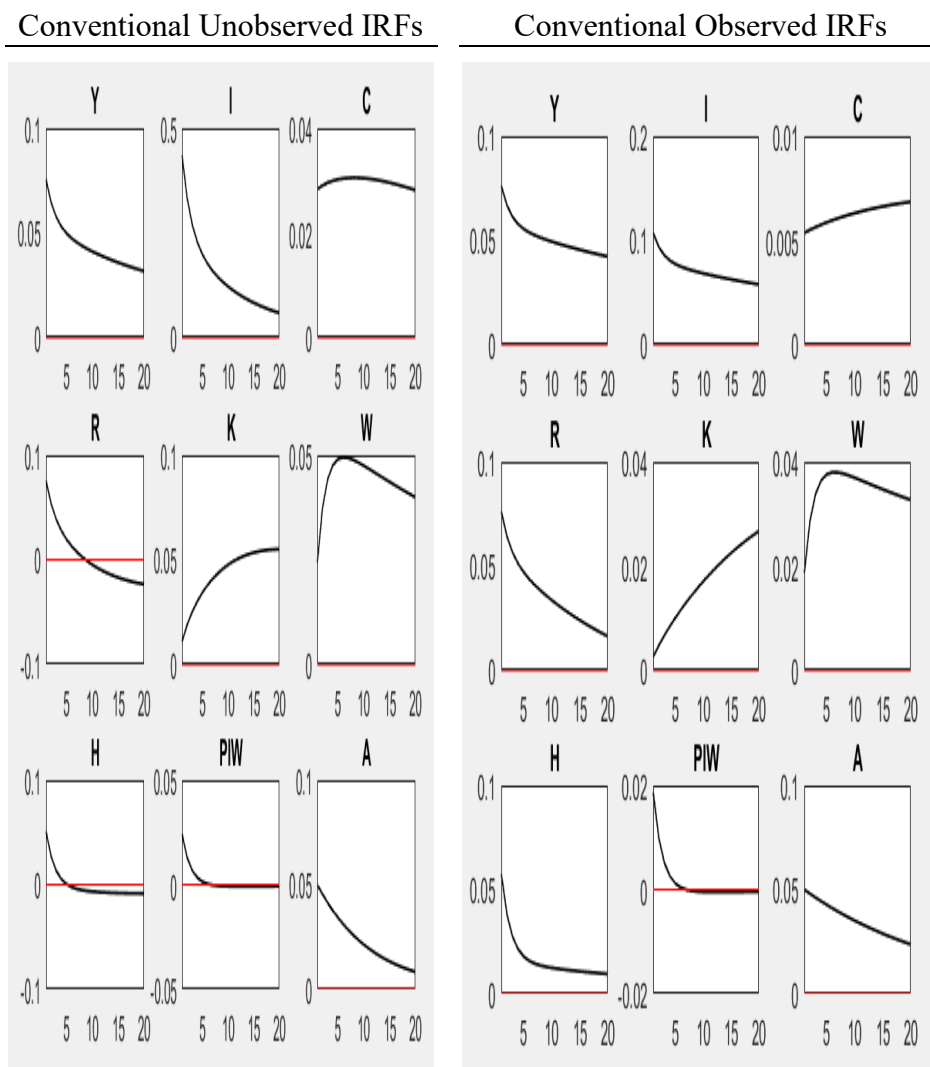 Conventional Unobserved IRFs
Y I C
0.1 0.5 0.04
0.05 0.02
0 0 0
5 10 15 20 5 10 15 20 5 10 15 20
R K W
0.1 0.1 0.05
0 0.05
-0.1 0 0
5 10 15 20 5 10 15 20 5 10 15 20
H PIW A
0.1 0.05 0.1
0 0 0.05
-0.1 -0.05 0
5 10 15 20 5 10 15 20 5 10 15 20
Conventional Observed IRFs
Y I C
0.1 0.2 0.01
0.05 0.1 0.005
0 0 0
5 10 15 20 5 10 15 20 5 10 15 20
R K W
0.1 0.04 0.04
0.05 0.02 0.02
0 0 0
5 10 15 20 5 10 15 20 5 10 15 20
H PIW A
0.1 0.02 0.1
0.05 0 0.05
0 -0.02 0
5 10 15 20 5 10 15 20 5 10 15 20